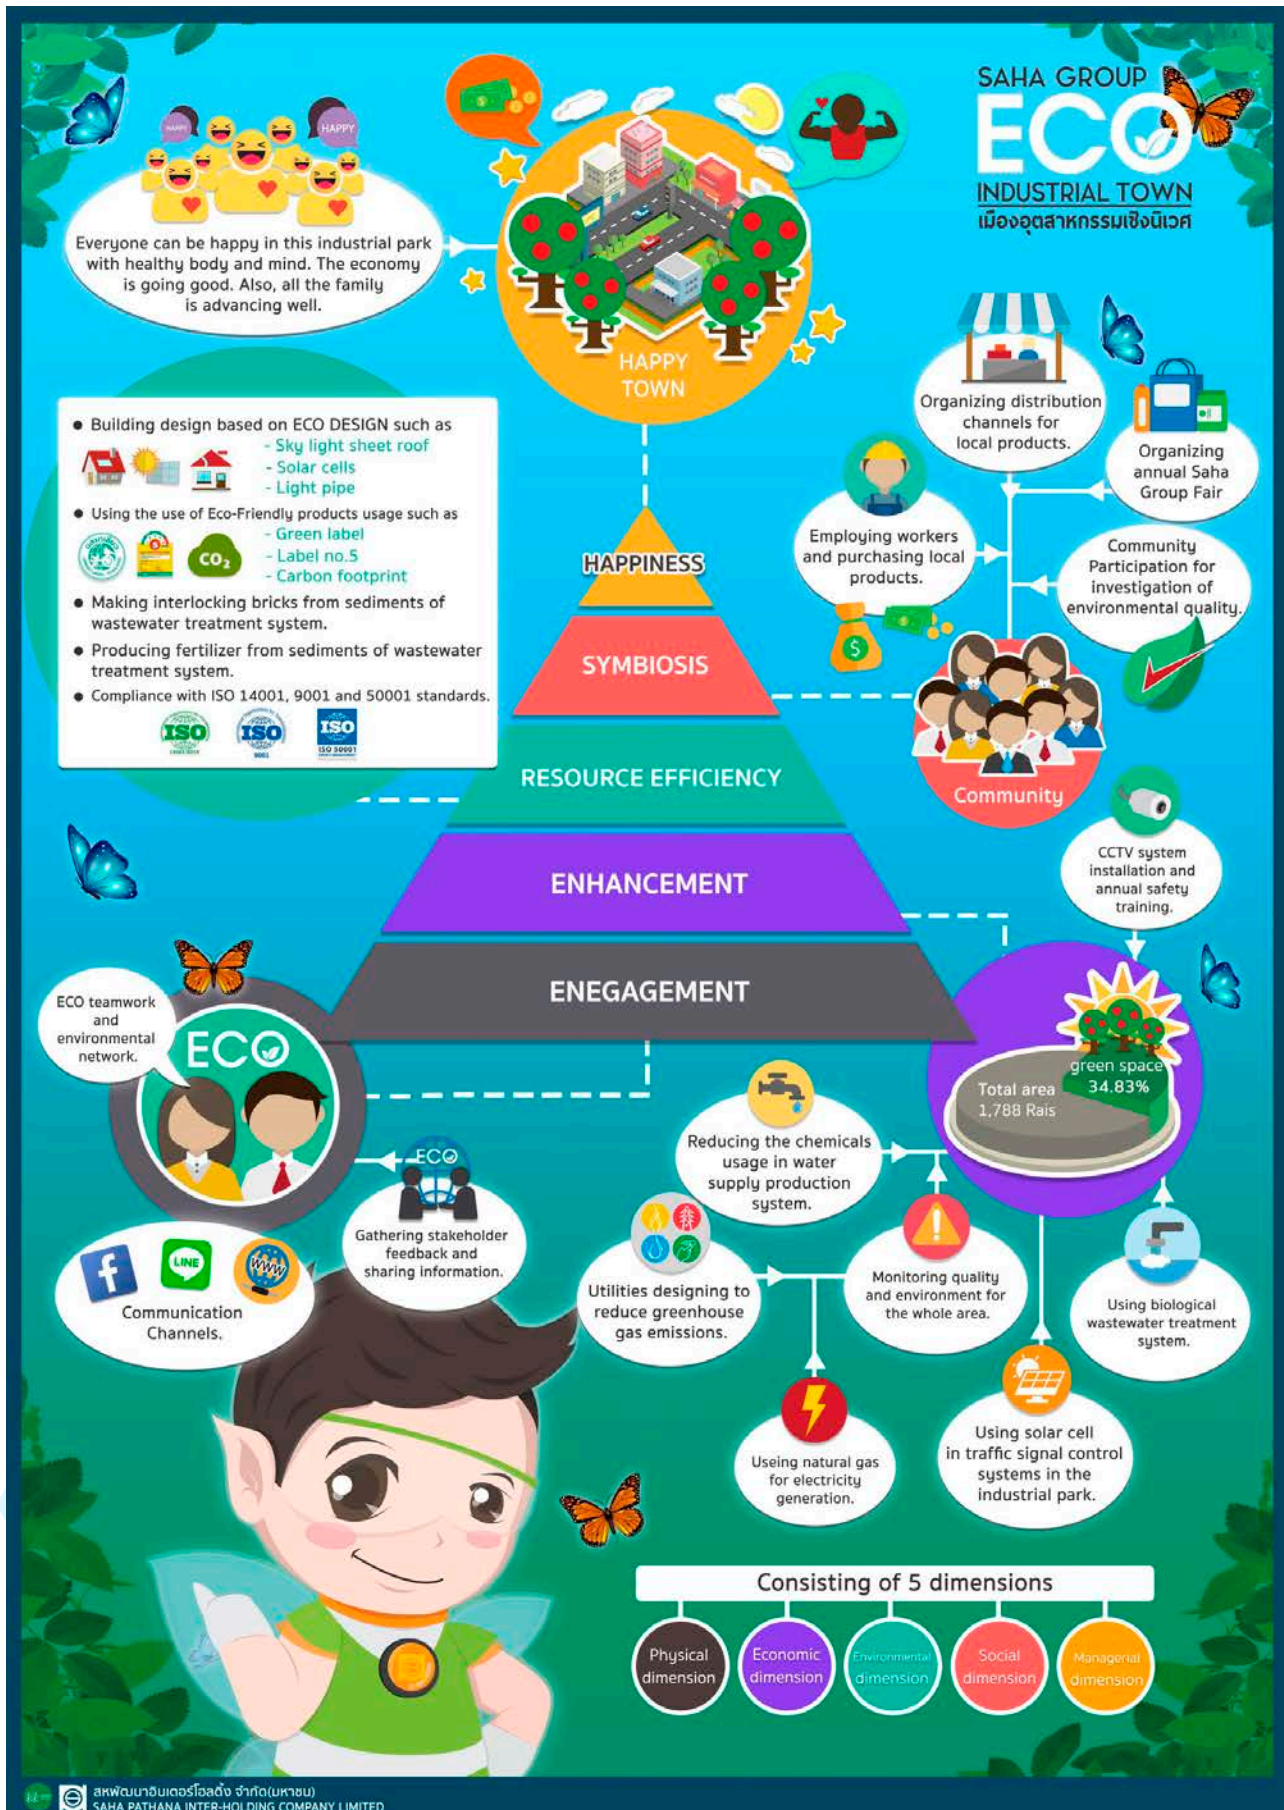 SAHA GROUP
ECO
INDUSTRIAL TOWN
เมืองอุตสาหกรรมเชิงนิเวศ
HAPPY
HAPPY
Everyone can be happy in this industrial park
with healthy body and mind. The economy
is going good. Also, all the family
is advancing well.
HAPPY
TOWN
● Building design based on ECO DESIGN such as
- Sky light sheet roof
- Solar cells
- Light pipe
● Using the use of Eco-Friendly products usage such as
- Green label
- Label no.5
- Carbon footprint
5
CO2
● Making interlocking bricks from sediments of
wastewater treatment system.
● Producing fertilizer from sediments of wastewater
treatment system.
● Compliance with ISO 14001, 9001 and 50001 standards.
ISO
ISO
9001
ISO
ISO 50001
Organizing distribution
channels for
local products.
Organizing
annual Saha
Group Fair
Employing workers
and purchasing local
products.
Community
Participation for
investigation of
environmental quality.
Community
HAPPINESS
SYMBIOSIS
RESOURCE EFFICIENCY
ENHANCEMENT
ENEGAGEMENT
CCTV system
installation and
annual safety
training.
green space
34.83%
Total area
1,788 Rais
ECO teamwork
and
environmental
network.
ECO
ECO
Gathering stakeholder
feedback and
sharing information.
f
LINE
WWW
Communication
Channels.
Reducing the chemicals
usage in water
supply production
system.
Utilities designing to
reduce greenhouse
gas emissions.
Monitoring quality
and environment for
the whole area.
Using biological
wastewater treatment
system.
Useing natural gas
for electricity
generation.
Using solar cell
in traffic signal control
systems in the
industrial park.
Consisting of 5 dimensions
Physical
dimension
Economic
dimension
Environmental
dimension
Social
dimension
Managerial
dimension
สหพัฒนาอินเตอร์โฮลดิ้ง จำกัด(มหาชน)
SAHA PATHANA INTER-HOLDING COMPANY LIMITED